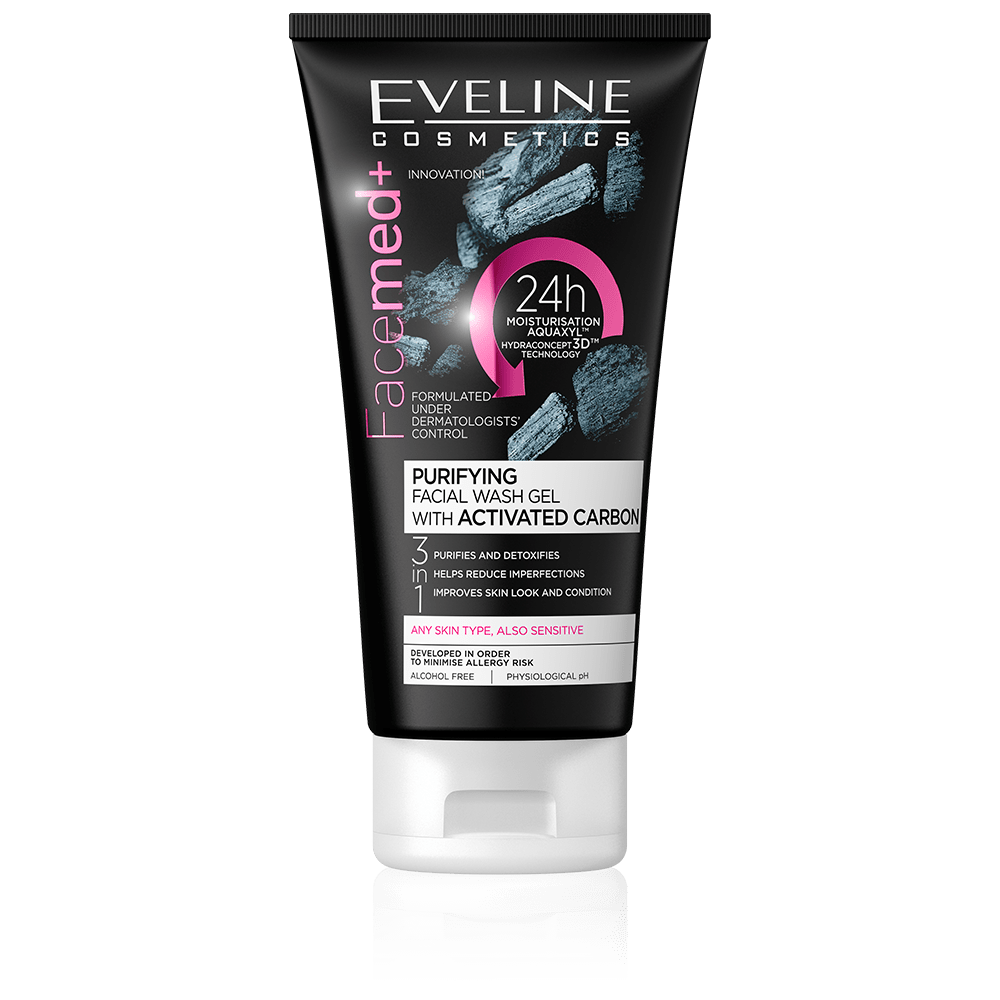 EVELINE
COSMETICS
Facemed+
INNOVATION!
24h
MOISTURISATION
AQUAXYL™
HYDRACONCEPT3D™
TECHNOLOGY
FORMULATED
UNDER
DERMATOLOGISTS'
CONTROL
PURIFYING
FACIAL WASH GEL
WITH ACTIVATED CARBON
3
in
1
PURIFIES AND DETOXIFIES
HELPS REDUCE IMPERFECTIONS
IMPROVES SKIN LOOK AND CONDITION
ANY SKIN TYPE, ALSO SENSITIVE
DEVELOPED IN ORDER
TO MINIMISE ALLERGY RISK
ALCOHOL FREE | PHYSIOLOGICAL pH